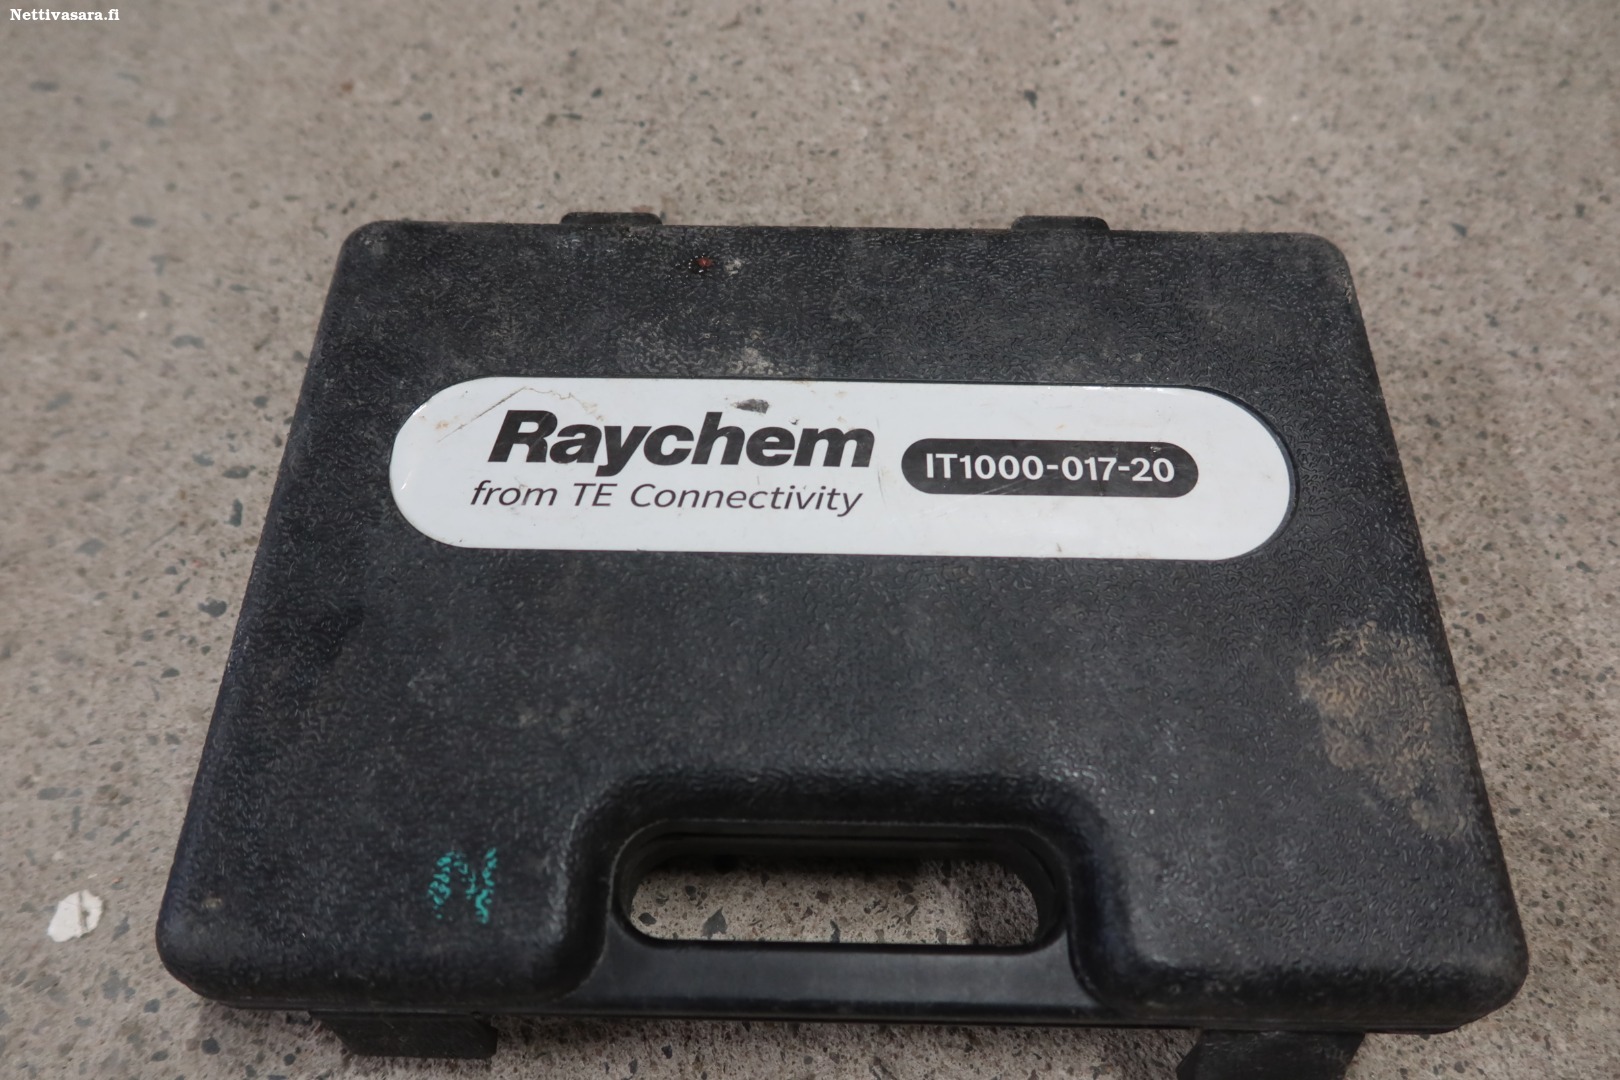 Nettivasara.fi
Raychem
from TE Connectivity
IT1000-017-20